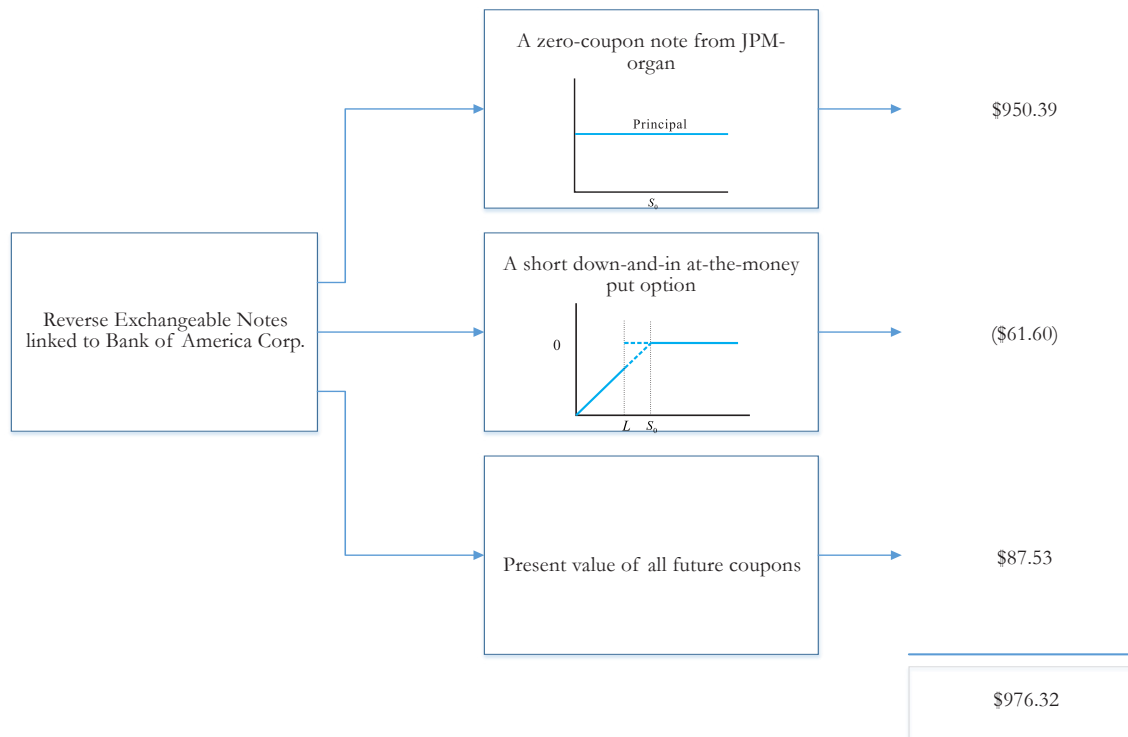 A zero-coupon note from JPM-
organ
Principal
S₀
$950.39
Reverse Exchangeable Notes
linked to Bank of America Corp.
A short down-and-in at-the-money
put option
0
L S₀
($61.60)
Present value of all future coupons
$87.53
$976.32